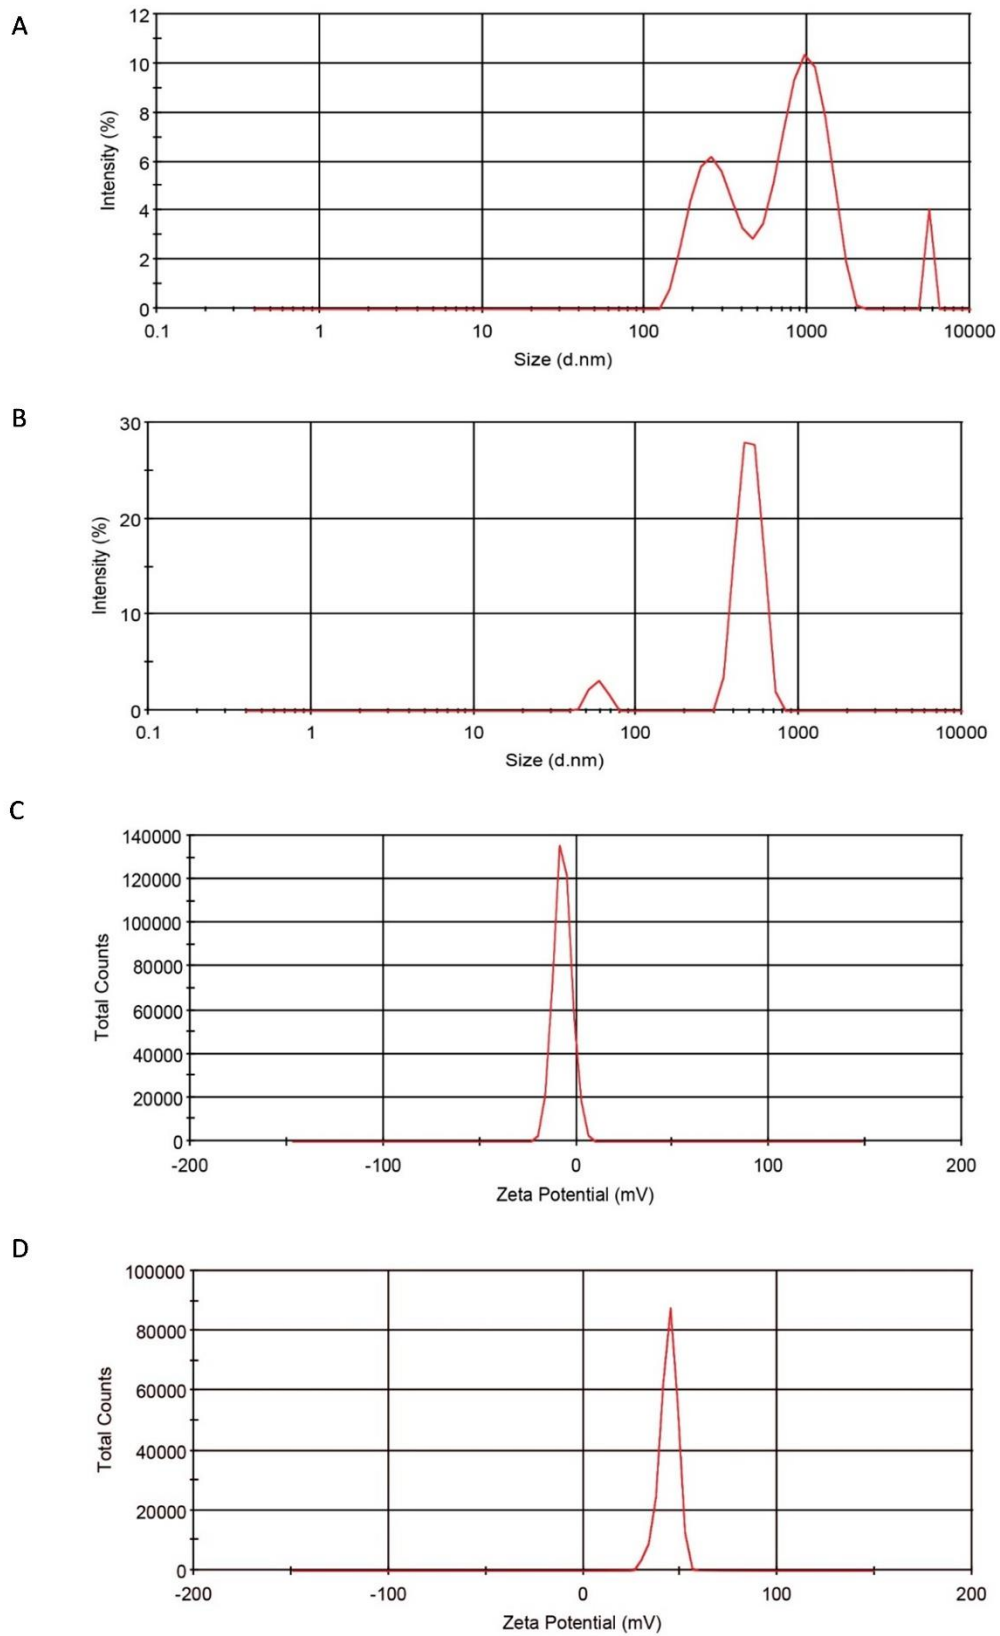 A
12
10
8
6
4
2
0
Intensity (%)
0.1 1 10 100 1000 10000
Size (d.nm)
B
30
20
10
0
Intensity (%)
0.1 1 10 100 1000 10000
Size (d.nm)
C
140000
120000
100000
80000
60000
40000
20000
0
Total Counts
-200 -100 0 100 200
Zeta Potential (mV)
D
100000
80000
60000
40000
20000
0
Total Counts
-200 -100 0 100 200
Zeta Potential (mV)